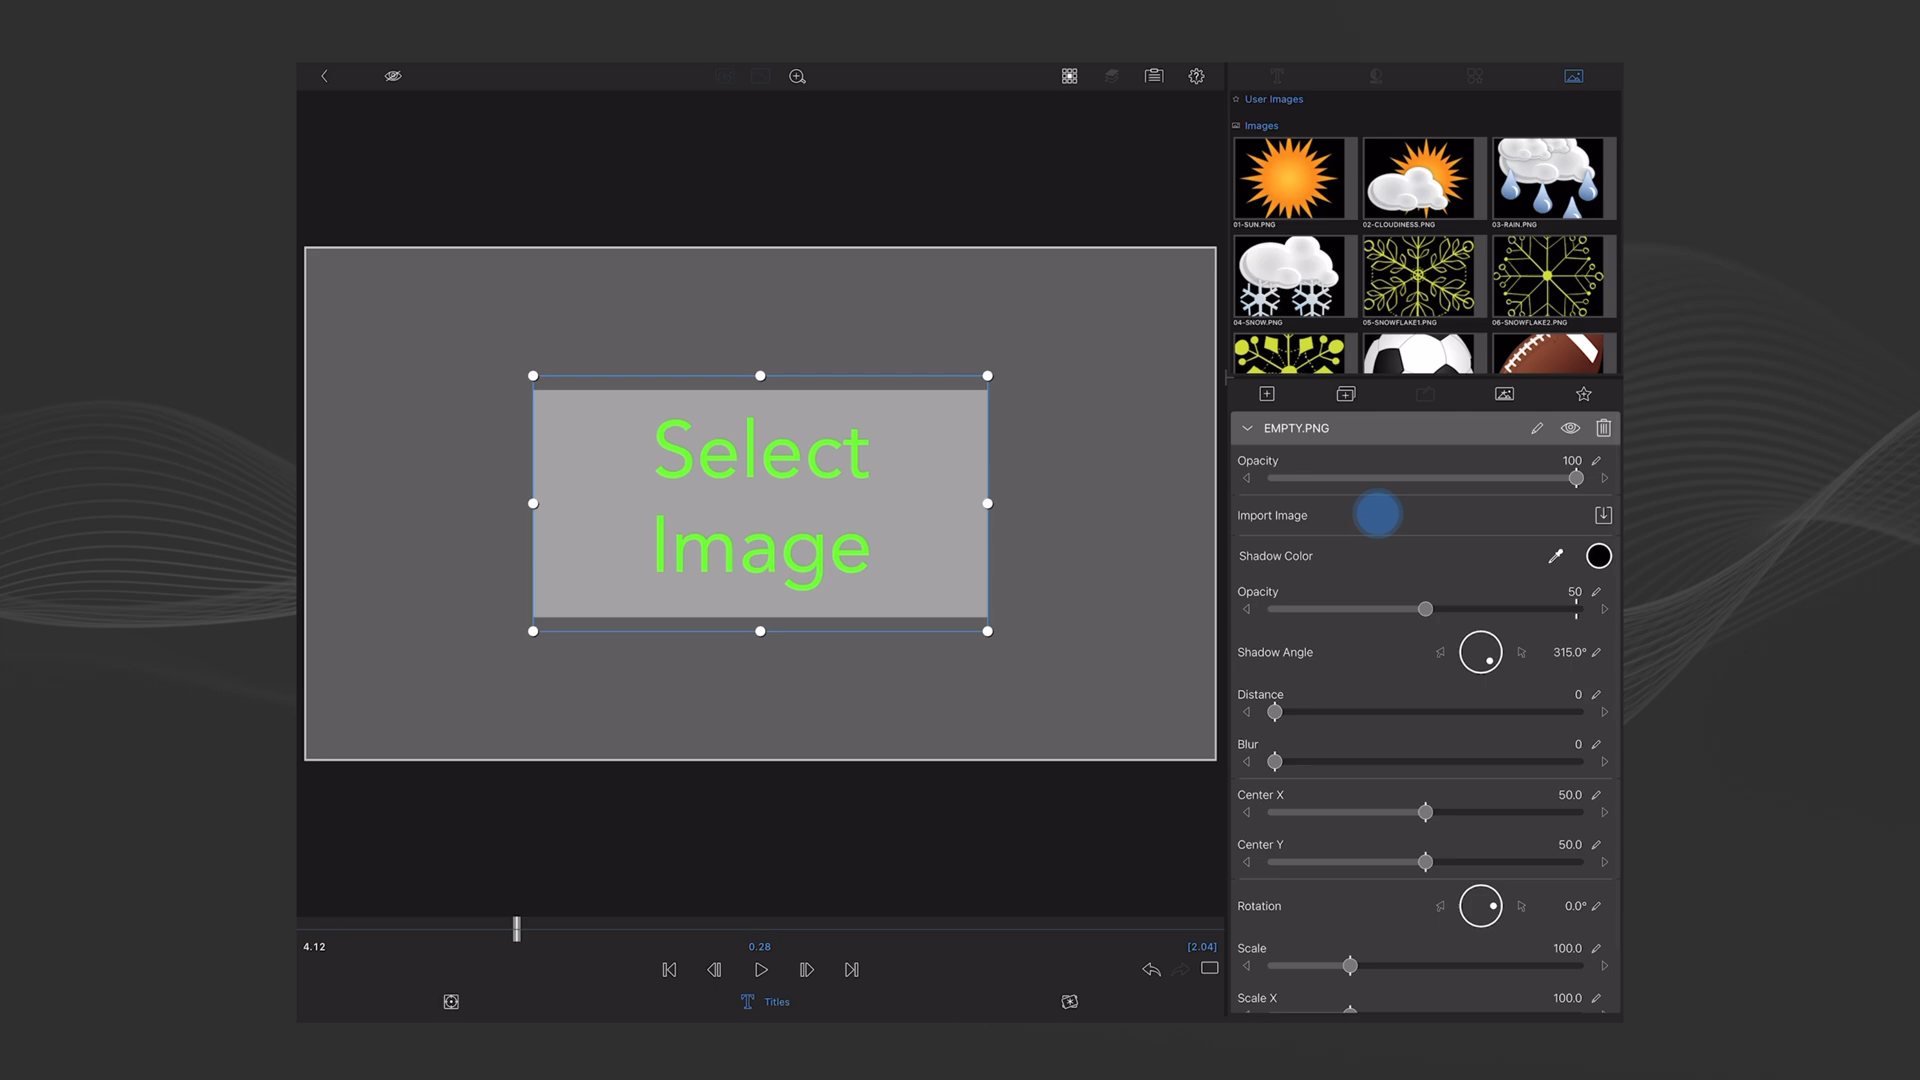 User Images
Images
01-SUN.PNG
02-CLOUDINESS.PNG
03-RAIN.PNG
04-SNOW.PNG
05-SNOWFLAKE1.PNG
06-SNOWFLAKE2.PNG
EMPTY.PNG
Opacity 100
Import Image
Shadow Color
Opacity 50
Shadow Angle 315.0°
Distance 0
Blur 0
Center X 50.0
Center Y 50.0
Rotation 0.0°
Scale 100.0
Scale X 100.0
Select
Image
4.12 0.28 [2.04]
Titles